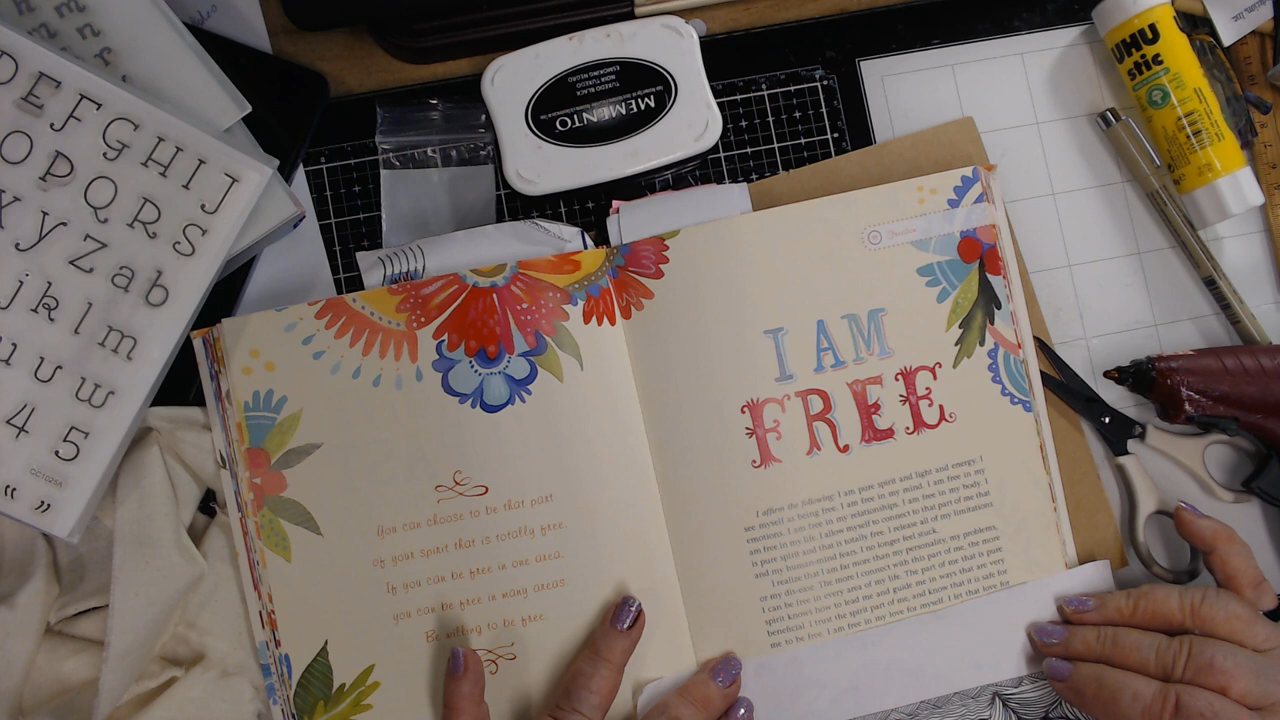 D E F G H I J
O P Q R S
X y Z a b
j k l m
u v w
4 5
CC1025A
“ ”
MEMENTO
TUXEDO BLACK
NOIR TUXEDO
ESMORING NEGRO
UHU
stic
You can choose to be that part
of your spirit that is totally free.
If you can be free in one area,
you can be free in many areas.
Be willing to be free.
I AM
FREE
I affirm the following: I am pure spirit and light and energy. I
see myself as being free. I am free in my mind. I am free in my
emotions. I am free in my relationships. I am free in my body. I
am free in my life. I allow myself to connect to that part of me that
is pure spirit and that is totally free. I release all of my limitations
and my human-mind fears. I no longer feel stuck.
I realize that I am far more than my personality, my problems,
or my dis-ease. The more I connect with this part of me, the more
I can be free in every area of my life. The part of me that is pure
spirit knows how to lead me and guide me in ways that are very
beneficial. I trust the spirit part of me, and know that it is safe for
me to be free. I am free in my love for myself. I let that love for